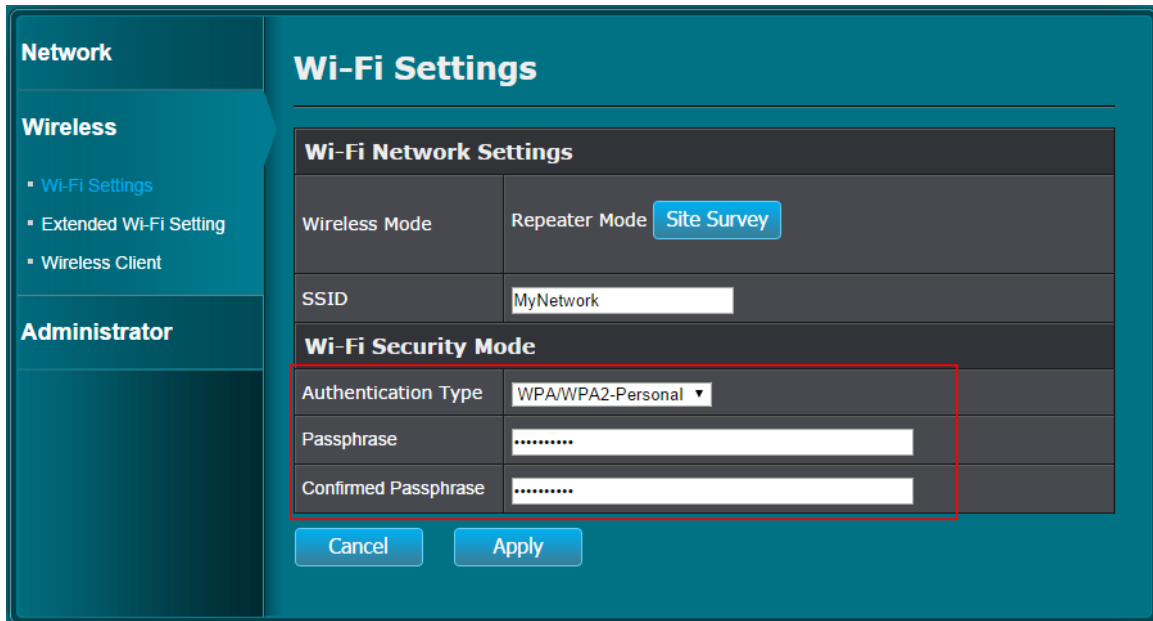 Network
Wireless
Wi-Fi Settings
Extended Wi-Fi Setting
Wireless Client
Administrator
Wi-Fi Settings
Wi-Fi Network Settings
Wireless Mode Repeater Mode Site Survey
SSID MyNetwork
Wi-Fi Security Mode
Authentication Type WPA/WPA2-Personal
Passphrase ••••••••••
Confirmed Passphrase ••••••••••
Cancel Apply